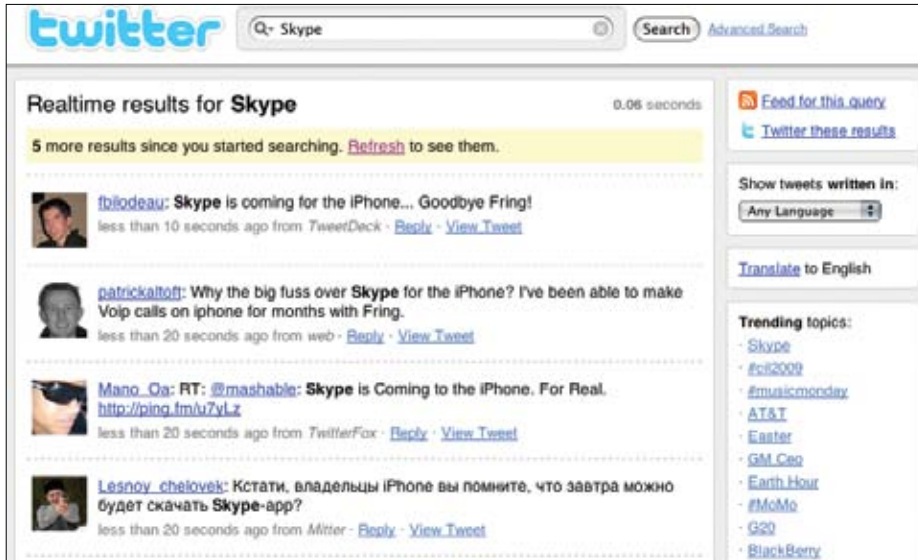 twitter
Skype
Search
Advanced Search
Realtime results for Skype
0.06 seconds
5 more results since you started searching. Refresh to see them.
fbilodeau: Skype is coming for the iPhone... Goodbye Fring!
less than 10 seconds ago from TweetDeck · Reply · View Tweet
patrickaltoft: Why the big fuss over Skype for the iPhone? I've been able to make
Voip calls on iphone for months with Fring.
less than 20 seconds ago from web · Reply · View Tweet
Mano_Oa: RT: @mashable: Skype is Coming to the iPhone. For Real.
http://ping.fm/u7yLz
less than 20 seconds ago from TwitterFox · Reply · View Tweet
Lesnoy_chelovek: Кстати, владельцы iPhone вы помните, что завтра можно
будет скачать Skype-app?
less than 20 seconds ago from Mitter · Reply · View Tweet
Feed for this query
Twitter these results
Show tweets written in:
Any Language
Translate to English
Trending topics:
· Skype
· #cil2009
· #musicmonday
· AT&T
· Easter
· GM Ceo
· Earth Hour
· #MoMo
· G20
· BlackBerry